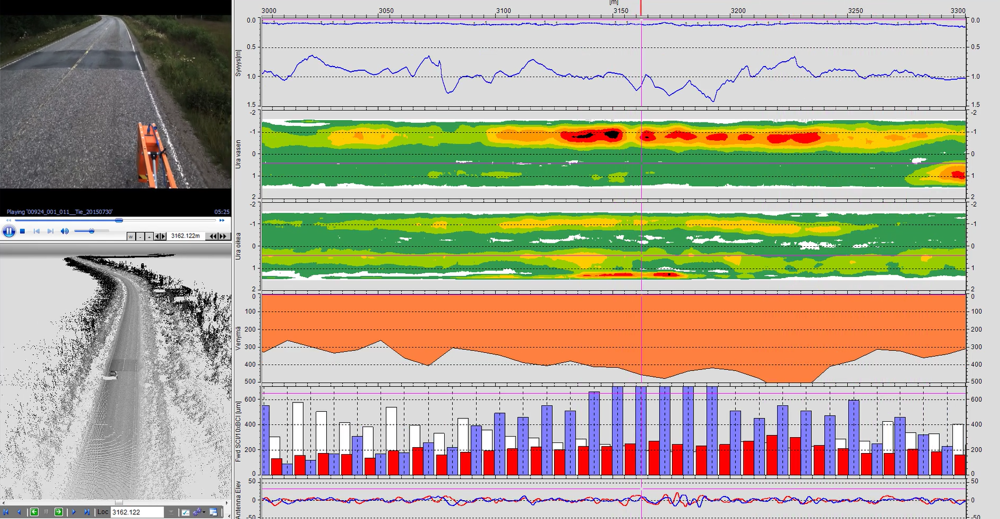 [m]
3000 3050 3100 3150 3200 3250 3300
Syvyys[m]
0.0 0.0
0.5 0.5
1.0 1.0
1.5 1.5
Ura vasen
-2 -2
-1 -1
0 0
1 1
2 2
Ura oikea
-2 -2
-1 -1
0 0
1 1
2 2
Venymä
0 0
100 100
200 200
300 300
400 400
500 500
Fwd SCI/10xBCI [um]
600 600
400 400
200 200
0 0
Antenna Elev
50 50
0 0
-50 -50
Playing '00924_001_011__Tie_20150730' 05:25
w - + 3162.122m
Loc 3162.122